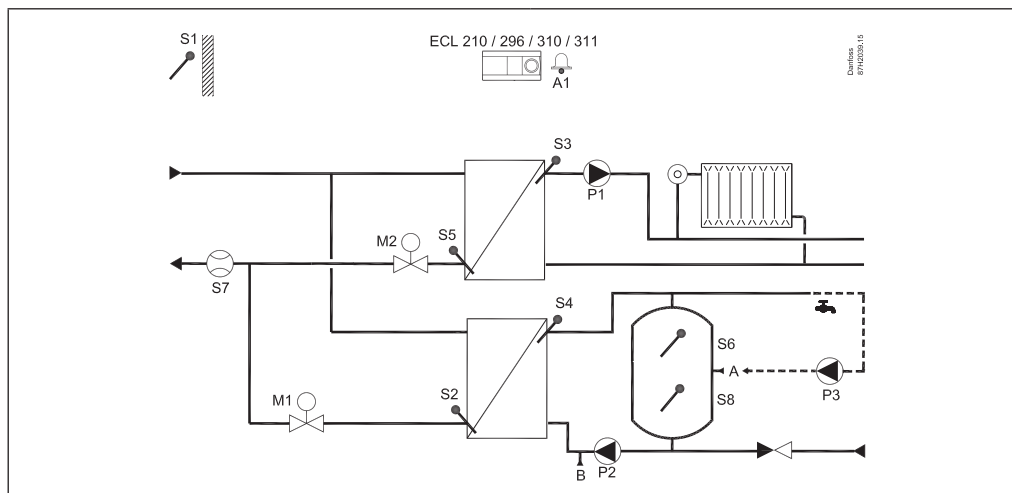 S1
ECL 210 / 296 / 310 / 311
A1
Danfoss
87H2039.15
S3
P1
M2
S5
S7
S4
S6
A
S8
P3
M1
S2
P2
B